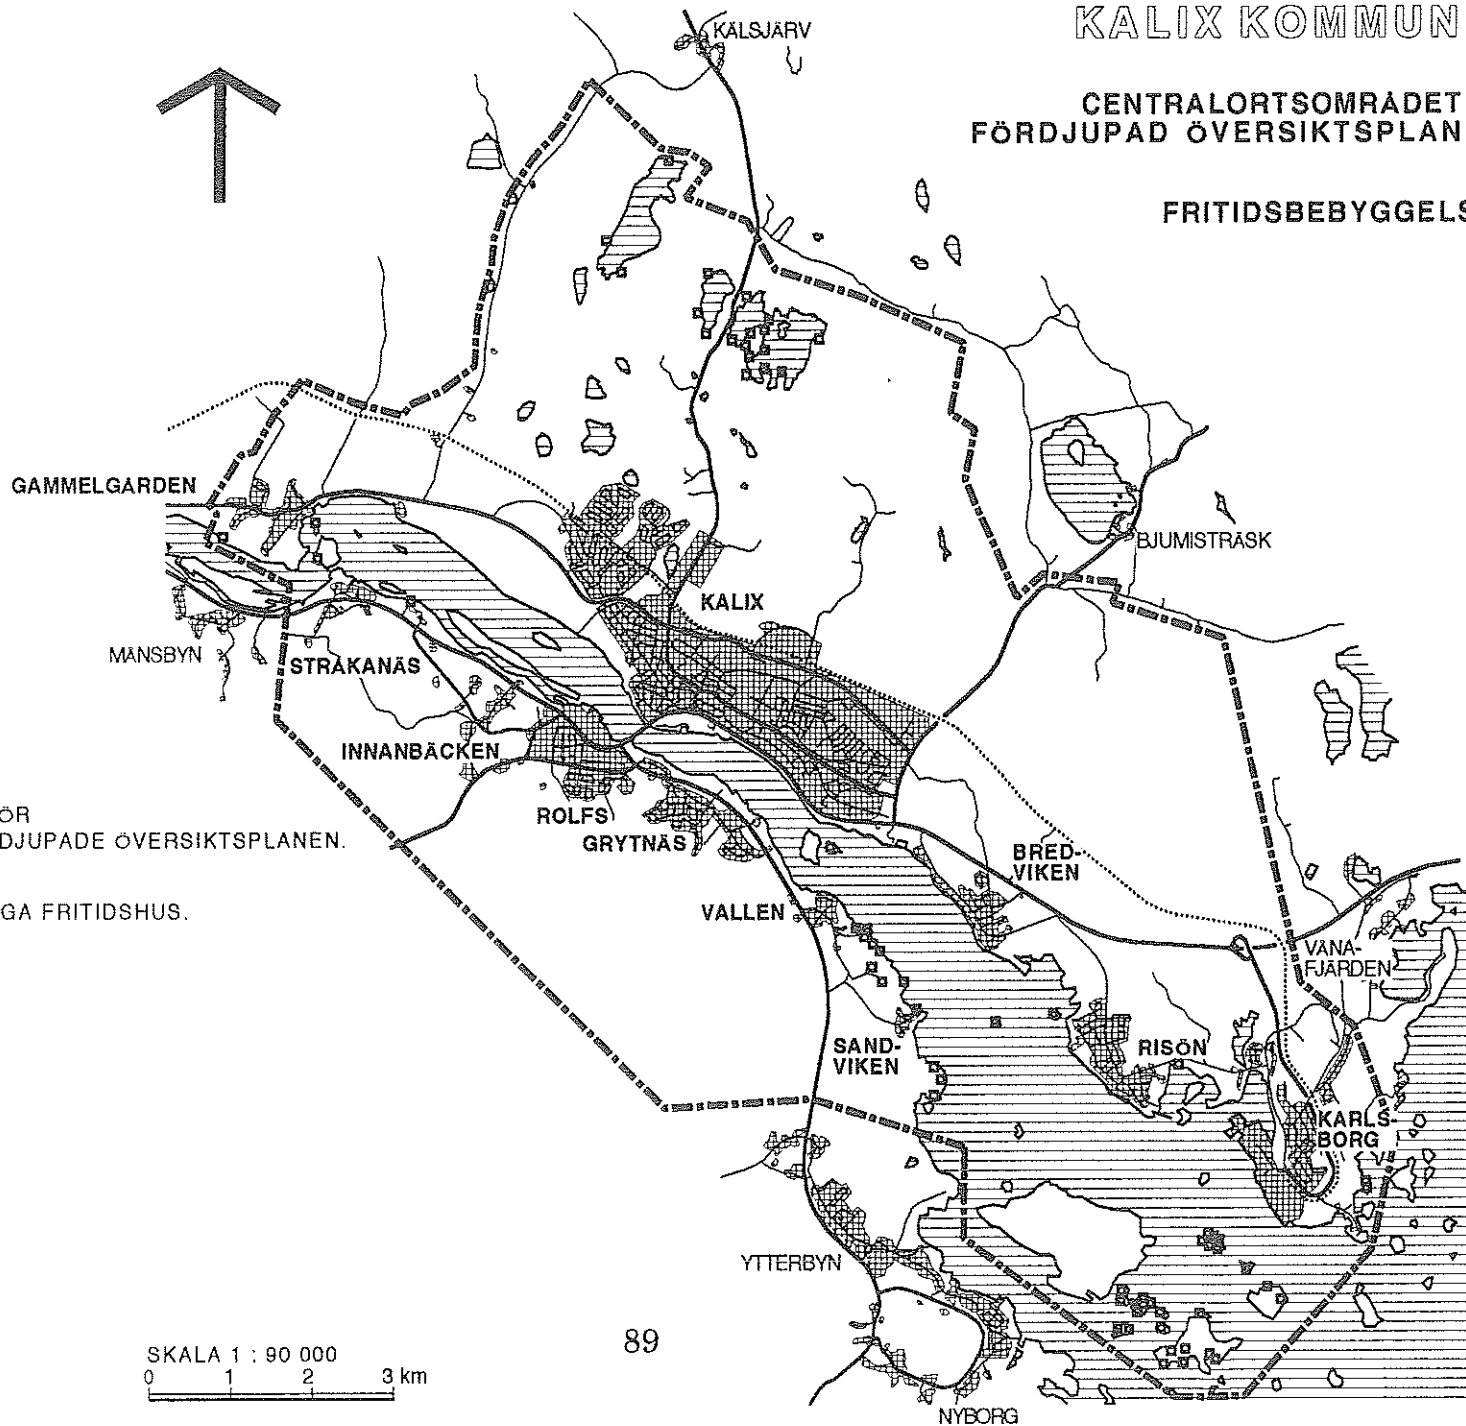 KALIX KOMMUN
CENTRALORTSOMRÅDET
FÖRDJUPAD ÖVERSIKTSPLAN
FRITIDSBEBYGGELS
KÄLSJÄRV
GAMMELGÅRDEN
BJUMISTRÄSK
KALIX
MÅNSBYN
STRÅKANÄS
INNANBÄCKEN
ROLFS
GRYTNÄS
ÖR
DJUPADE ÖVERSIKTSPLANEN.
GA FRITIDSHUS.
BRED-
VIKEN
VALLEN
VÅNA-
FJÄRDEN
SAND-
VIKEN
RISÖN
KARLS-
BORG
YTTERBYN
NYBORG
89
SKALA 1 : 90 000
0 1 2 3 km